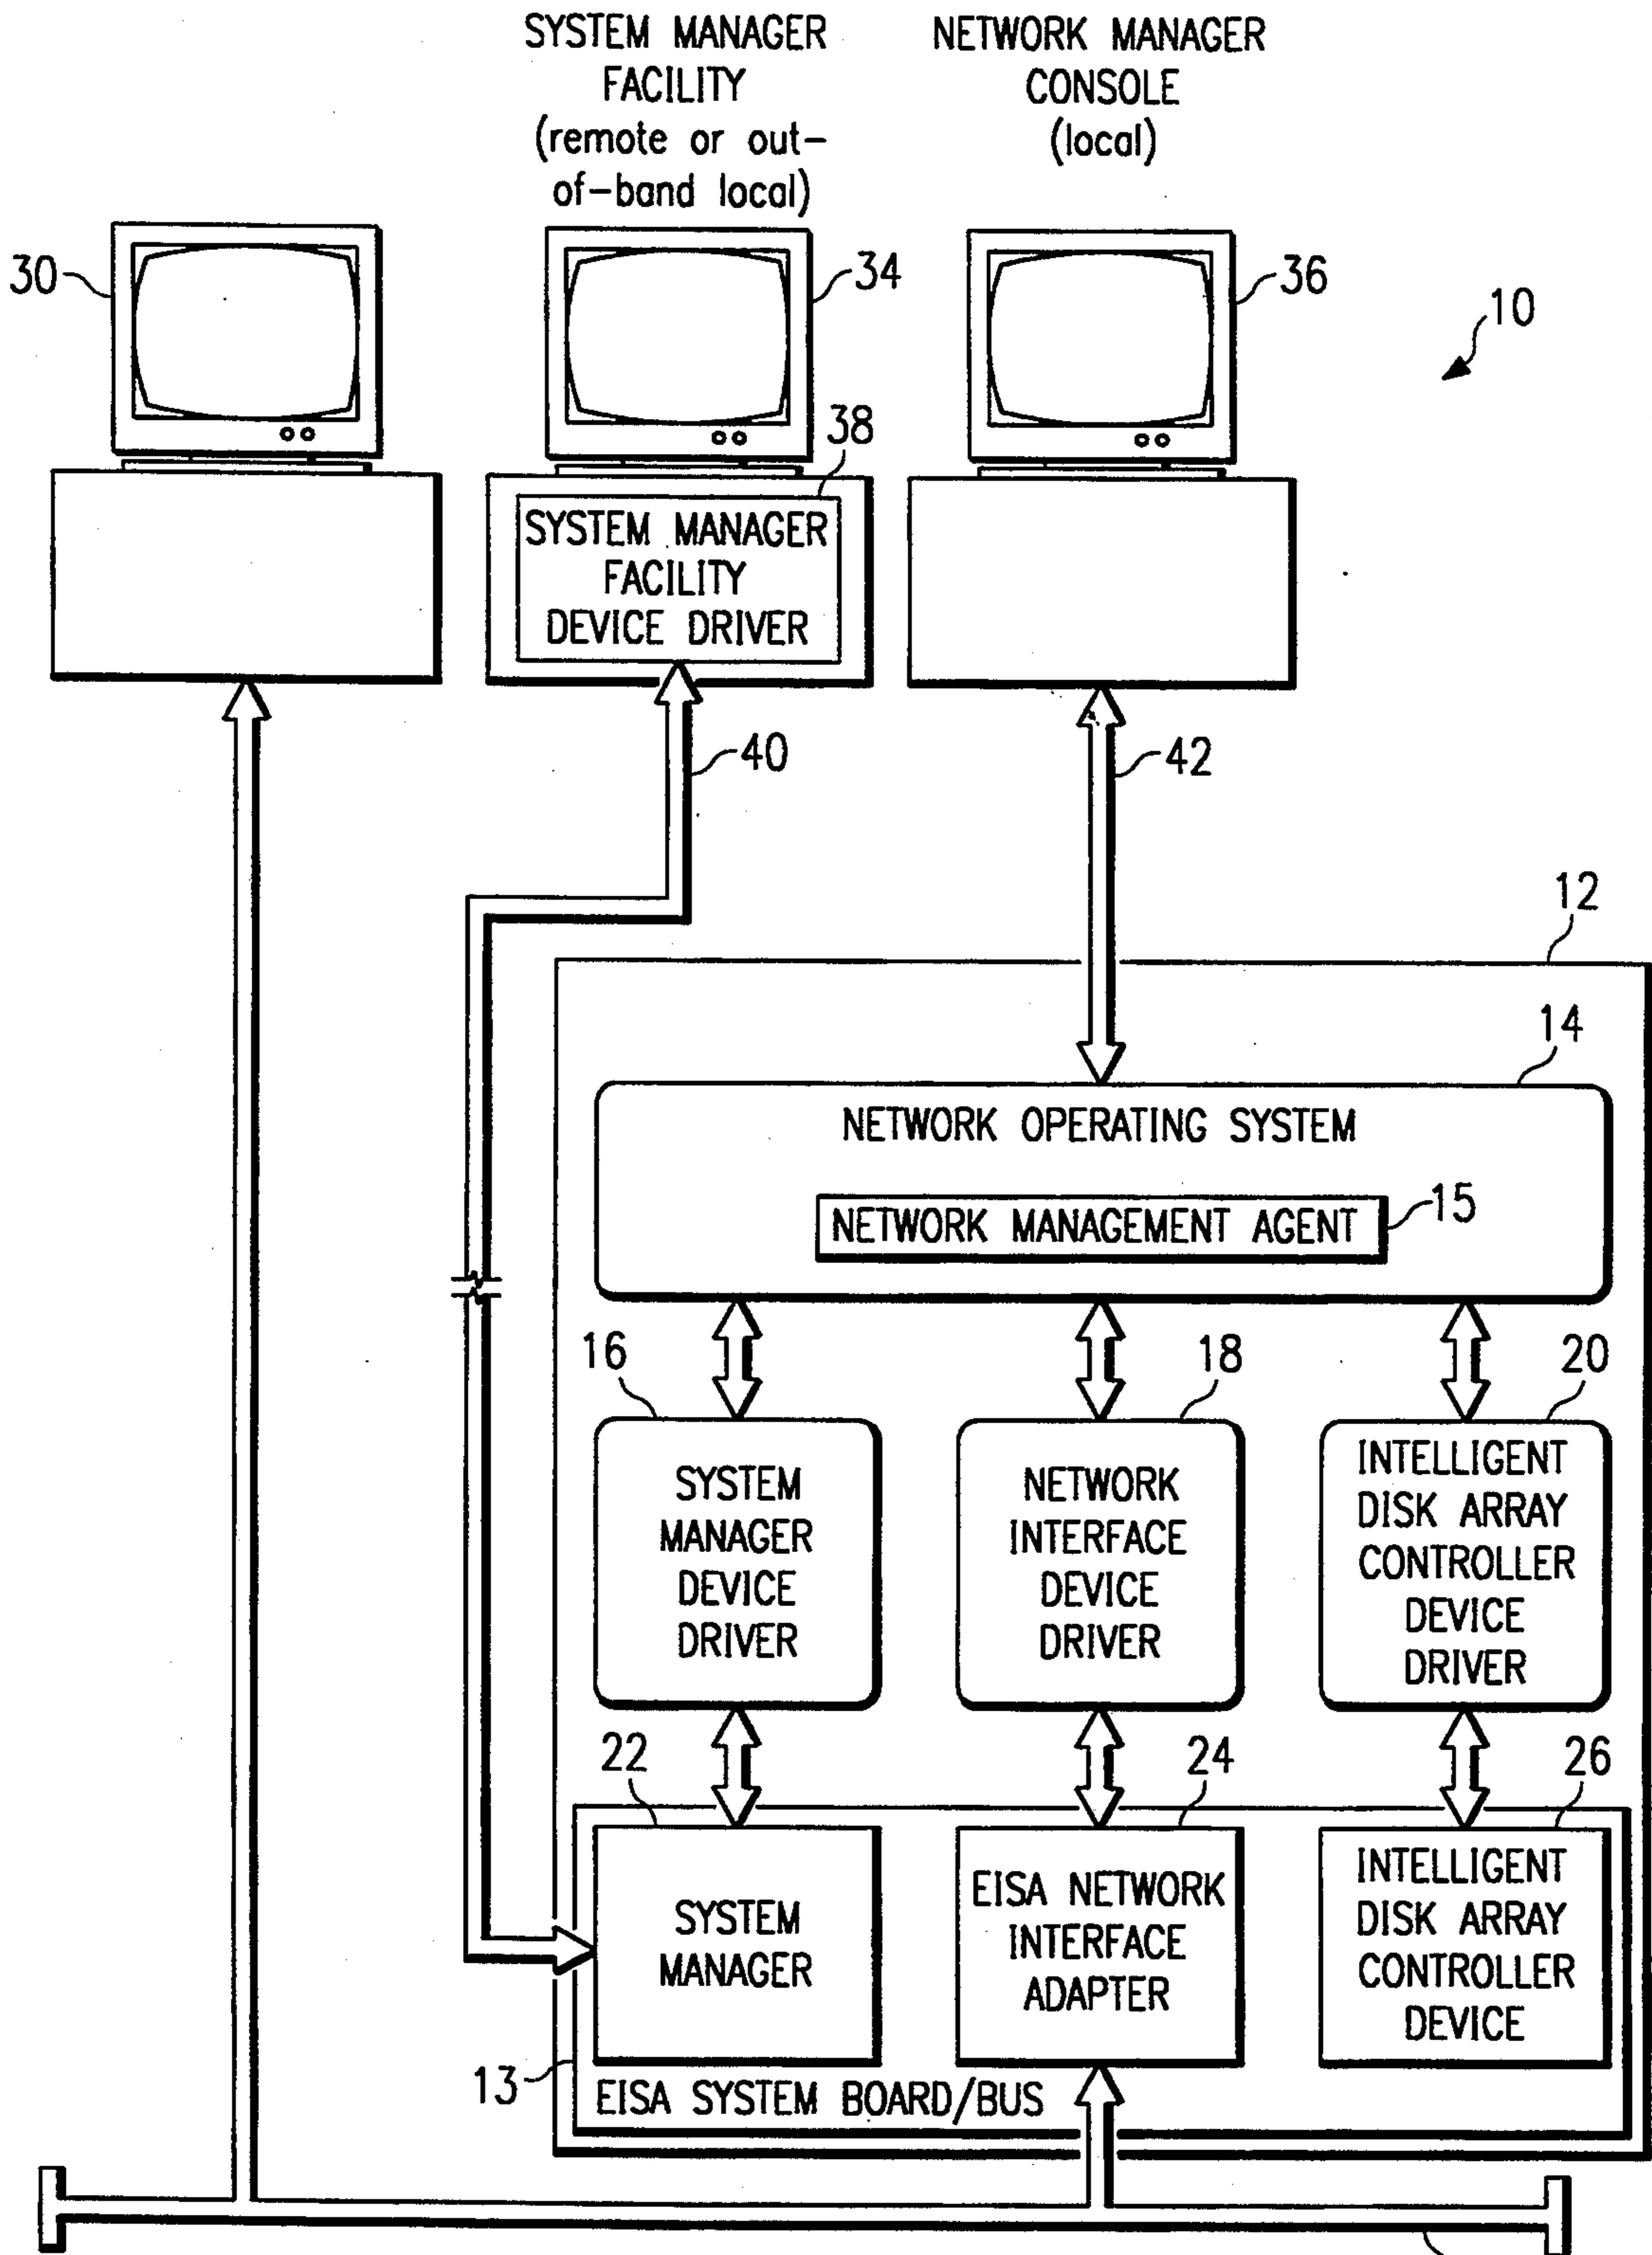 SYSTEM MANAGER
FACILITY
(remote or out-
of-band local)
NETWORK MANAGER
CONSOLE
(local)
30
34
36
10
38
SYSTEM MANAGER
FACILITY
DEVICE DRIVER
40
42
12
14
NETWORK OPERATING SYSTEM
NETWORK MANAGEMENT AGENT
15
16
18
20
SYSTEM
MANAGER
DEVICE
DRIVER
NETWORK
INTERFACE
DEVICE
DRIVER
INTELLIGENT
DISK ARRAY
CONTROLLER
DEVICE
DRIVER
22
24
26
SYSTEM
MANAGER
EISA NETWORK
INTERFACE
ADAPTER
INTELLIGENT
DISK ARRAY
CONTROLLER
DEVICE
13
EISA SYSTEM BOARD/BUS